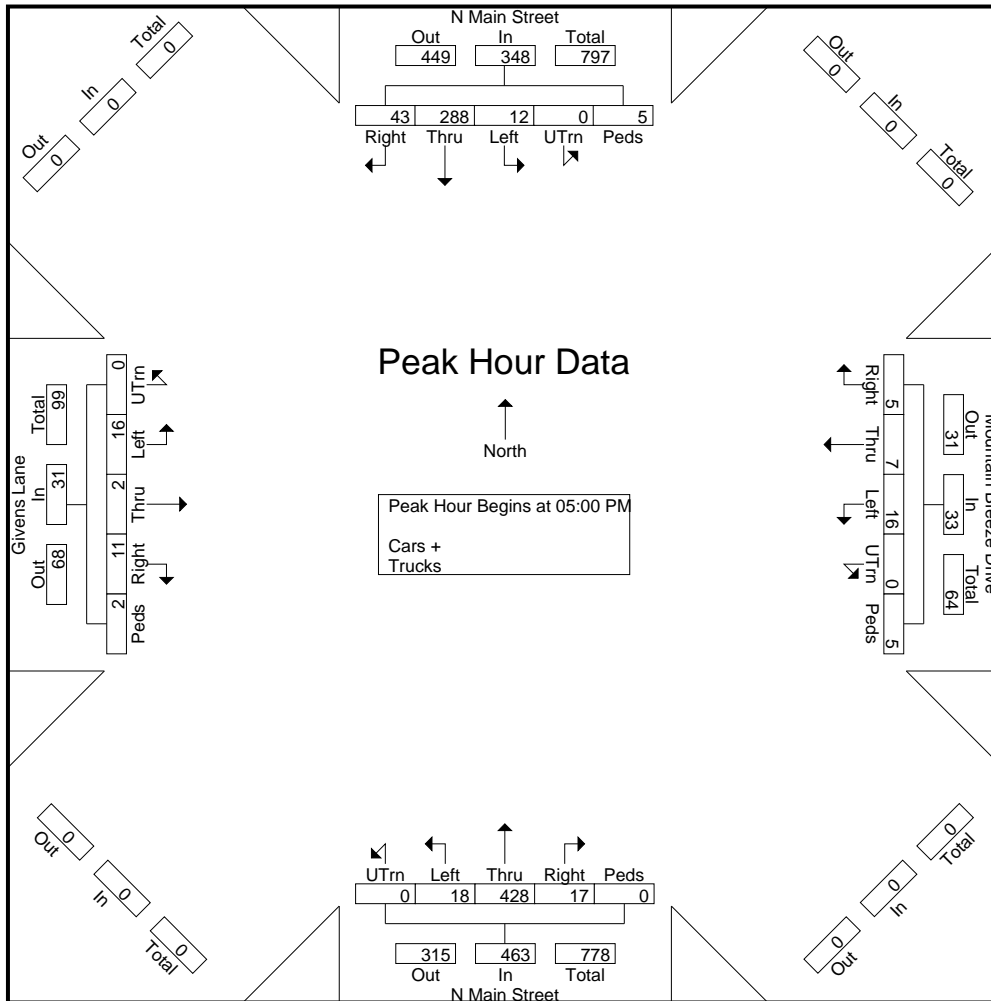 N Main Street
Out In Total
449 348 797
43 288 12 0 5
Right Thru Left UTrn Peds
Total 0
In 0
Out 0
Out 0
In 0
Total 0
Givens Lane
Total In Out
99 31 68
0 16 2 11 2
UTrn Left Thru Right Peds
Peak Hour Data
North
Peak Hour Begins at 05:00 PM
Cars +
Trucks
Right Thru Left UTrn Peds
5 7 16 0 5
Out In Total
31 33 64
Mountain Breeze Drive
Out 0
In 0
Total 0
Total 0
In 0
Out 0
UTrn Left Thru Right Peds
0 18 428 17 0
315 463 778
Out In Total
N Main Street